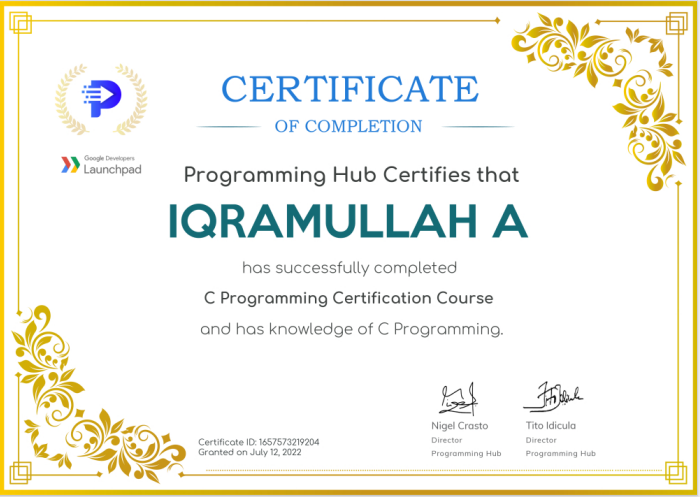 CERTIFICATE
OF COMPLETION
Google Developers
Launchpad
Programming Hub Certifies that
IQRAMULLAH A
has successfully completed
C Programming Certification Course
and has knowledge of C Programming.
Nigel Crasto
Director
Programming Hub
Tito Idicula
Director
Programming Hub
Certificate ID: 1657573219204
Granted on July 12, 2022